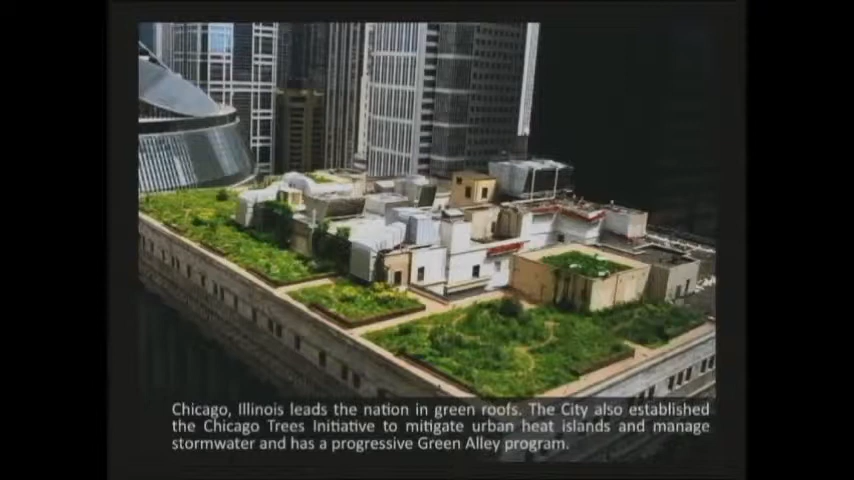 Chicago, Illinois leads the nation in green roofs. The City also established
the Chicago Trees Initiative to mitigate urban heat islands and manage
stormwater and has a progressive Green Alley program.